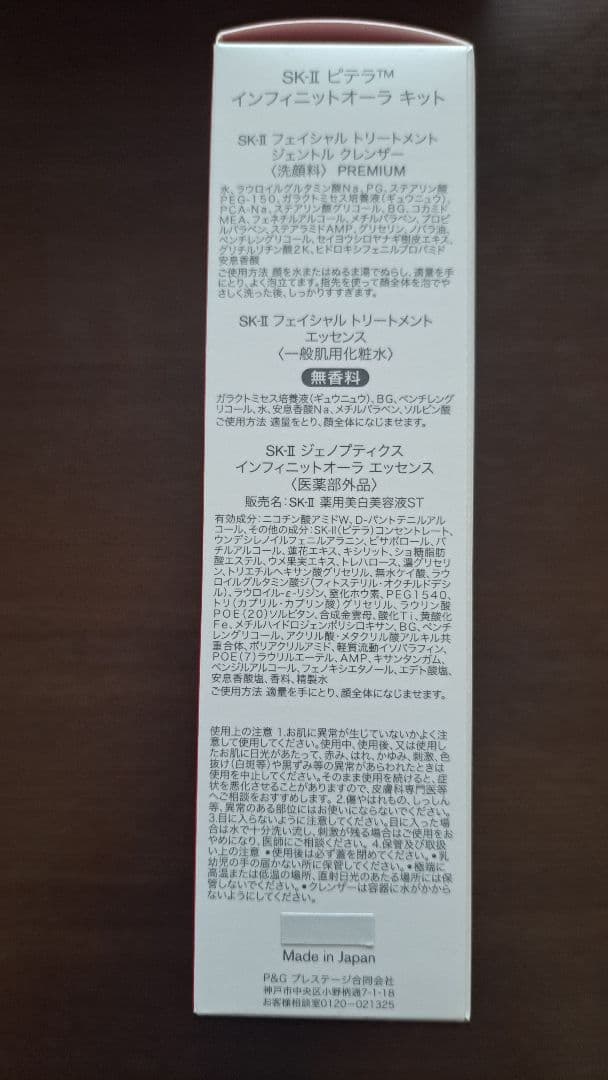 SK-II ピテラ™
インフィニットオーラ キット
SK-II フェイシャル トリートメント
ジェントル クレンザー
〈洗顔料〉 PREMIUM
水、ラウロイルグルタミン酸Na、PG、ステアリン酸
PEG-150、ガラクトミセス培養液(ギュウニュウ)、
PCA-Na、ステアリン酸グリコール、BG、コカミド
MEA、フェネチルアルコール、メチルパラベン、プロピ
ルパラベン、ステアラミドAMP、グリセリン、ノバラ油、
ペンチレングリコール、セイヨウシロヤナギ樹皮エキス、
グリチルリチン酸2K、ヒドロキシフェニルプロパミド
安息香酸
ご使用方法 顔を水またはぬるま湯でぬらし、適量を手
にとり、よく泡立てます。指先を使って顔全体を泡でや
さしく洗った後、しっかりすすぎます。
SK-II フェイシャル トリートメント
エッセンス
〈一般肌用化粧水〉
無香料
ガラクトミセス培養液(ギュウニュウ)、BG、ペンチレング
リコール、水、安息香酸Na、メチルパラベン、ソルビン酸
ご使用方法 適量をとり、顔全体になじませます。
SK-II ジェノプティクス
インフィニットオーラ エッセンス
〈医薬部外品〉
販売名：SK-II 薬用美白美容液ST
有効成分：ニコチン酸アミドW、D-パントテニルアル
コール、その他の成分：SK-II(ピテラ)コンセントレート、
ウンデシレノイルフェニルアラニン、ビサボロール、バ
チルアルコール、蓮花エキス、キシリット、ショ糖脂肪
酸エステル、ウメ果実エキス、トレハロース、濃グリセリ
ン、トリエチルヘキサン酸グリセリル、無水ケイ酸、ラウ
ロイルグルタミン酸ジ(フィトステリル・オクチルドデシ
ル)、ラウロイル-ε-リジン、窒化ホウ素、PEG1540、
トリ(カプリル・カプリン酸)グリセリル、ラウリン酸
POE(20)ソルビタン、合成金雲母、酸化Ti、黄酸化
Fe、メチルハイドロジェンポリシロキサン、BG、ペンチ
レングリコール、アクリル酸・メタクリル酸アルキル共
重合体、ポリアクリルアミド、軽質流動イソパラフィン、
POE(7)ラウリルエーテル、AMP、キサンタンガム、
ベンジルアルコール、フェノキシエタノール、エデト酸塩、
安息香酸塩、香料、精製水
ご使用方法 適量を手にとり、顔全体になじませます。
使用上の注意 1.お肌に異常が生じていないかよく注
意して使用してください。使用中、使用後、又は使用し
たお肌に日光があたって、赤み、はれ、かゆみ、刺激、色
抜け(白斑等)や黒ずみ等の異常があらわれたときは
使用を中止してください。そのまま使用を続けると、症
状を悪化させることがありますので、皮膚科専門医等
へご相談をおすすめします。 2.傷やはれもの、しっしん
等、異常のある部位にはお使いにならないでください。
3.目に入らないように注意してください。目に入った場
合は水で十分洗い流し、刺激が残る場合はご使用をお
やめになり、医師にご相談ください。 4.保管及び取扱
い上の注意 ●使用後は必ず蓋を閉めてください。●乳
幼児の手の届かない所に保管してください。●極端に
高温または低温の場所、直射日光のあたる場所には保
管しないでください。●クレンザーは容器に水がかから
ないようにしてください。
Made in Japan
P&G プレステージ合同会社
神戸市中央区小野柄通7-1-18
お客様相談室0120-021325